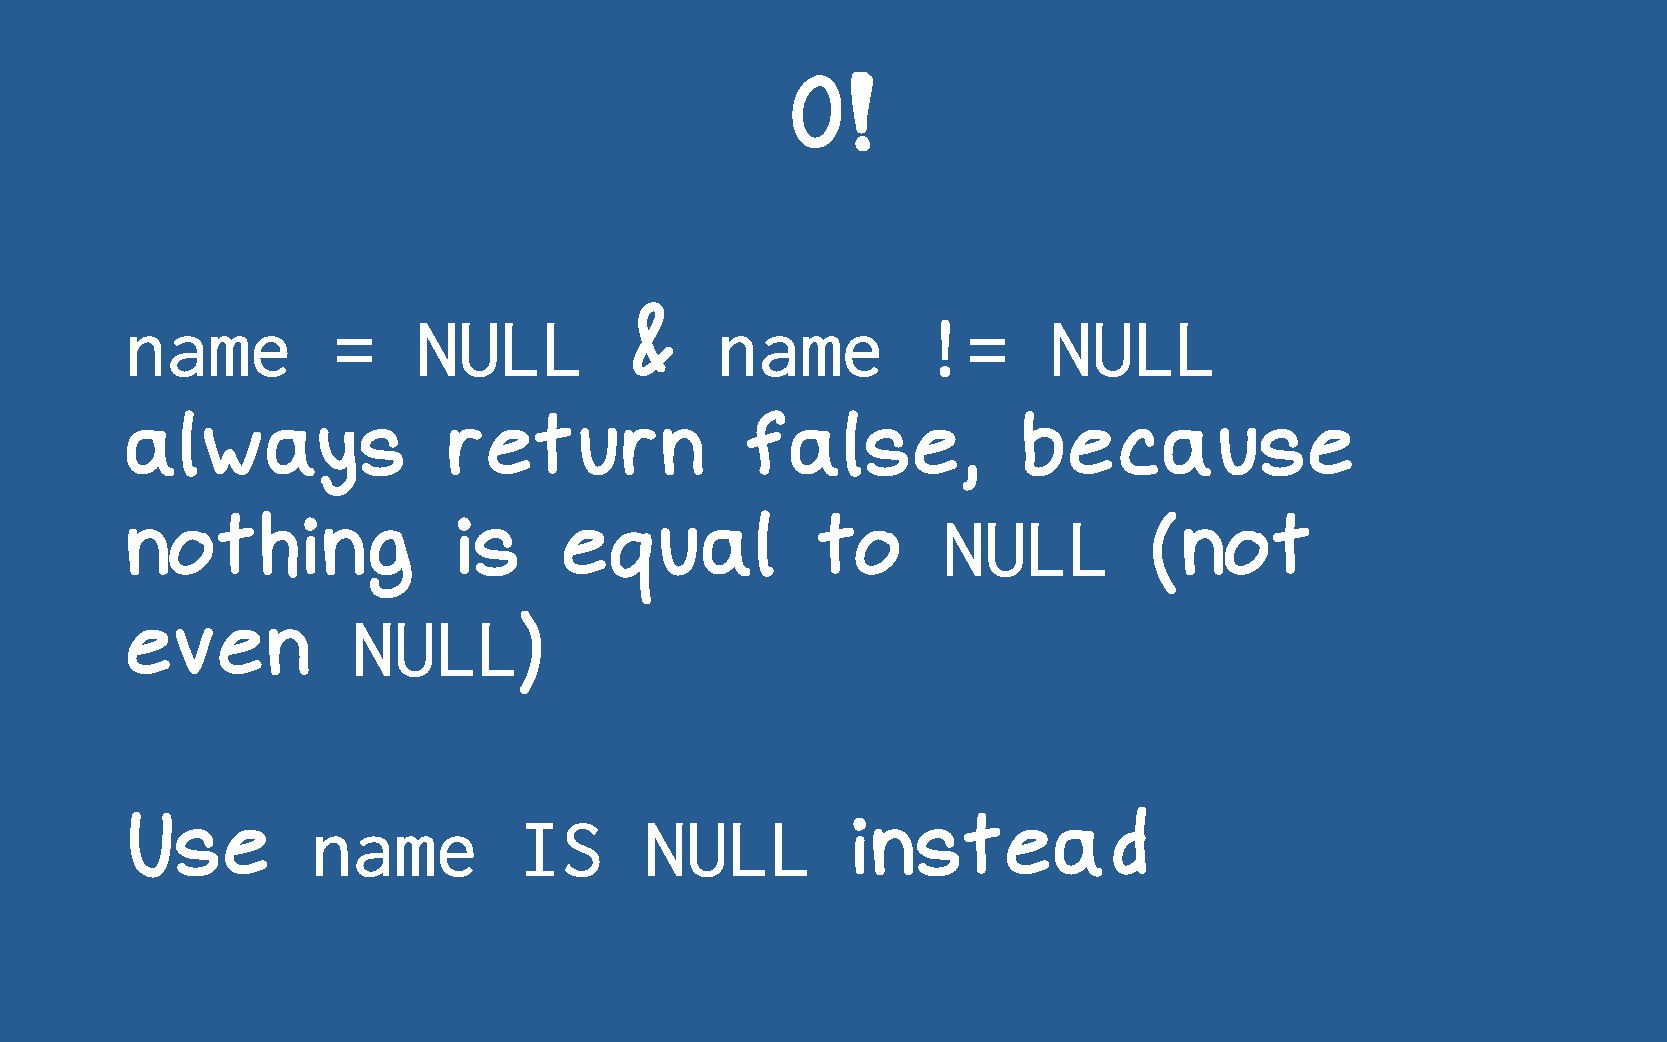 O!
name = NULL & name != NULL
always return false, because
nothing is equal to NULL (not
even NULL)
Use name IS NULL instead